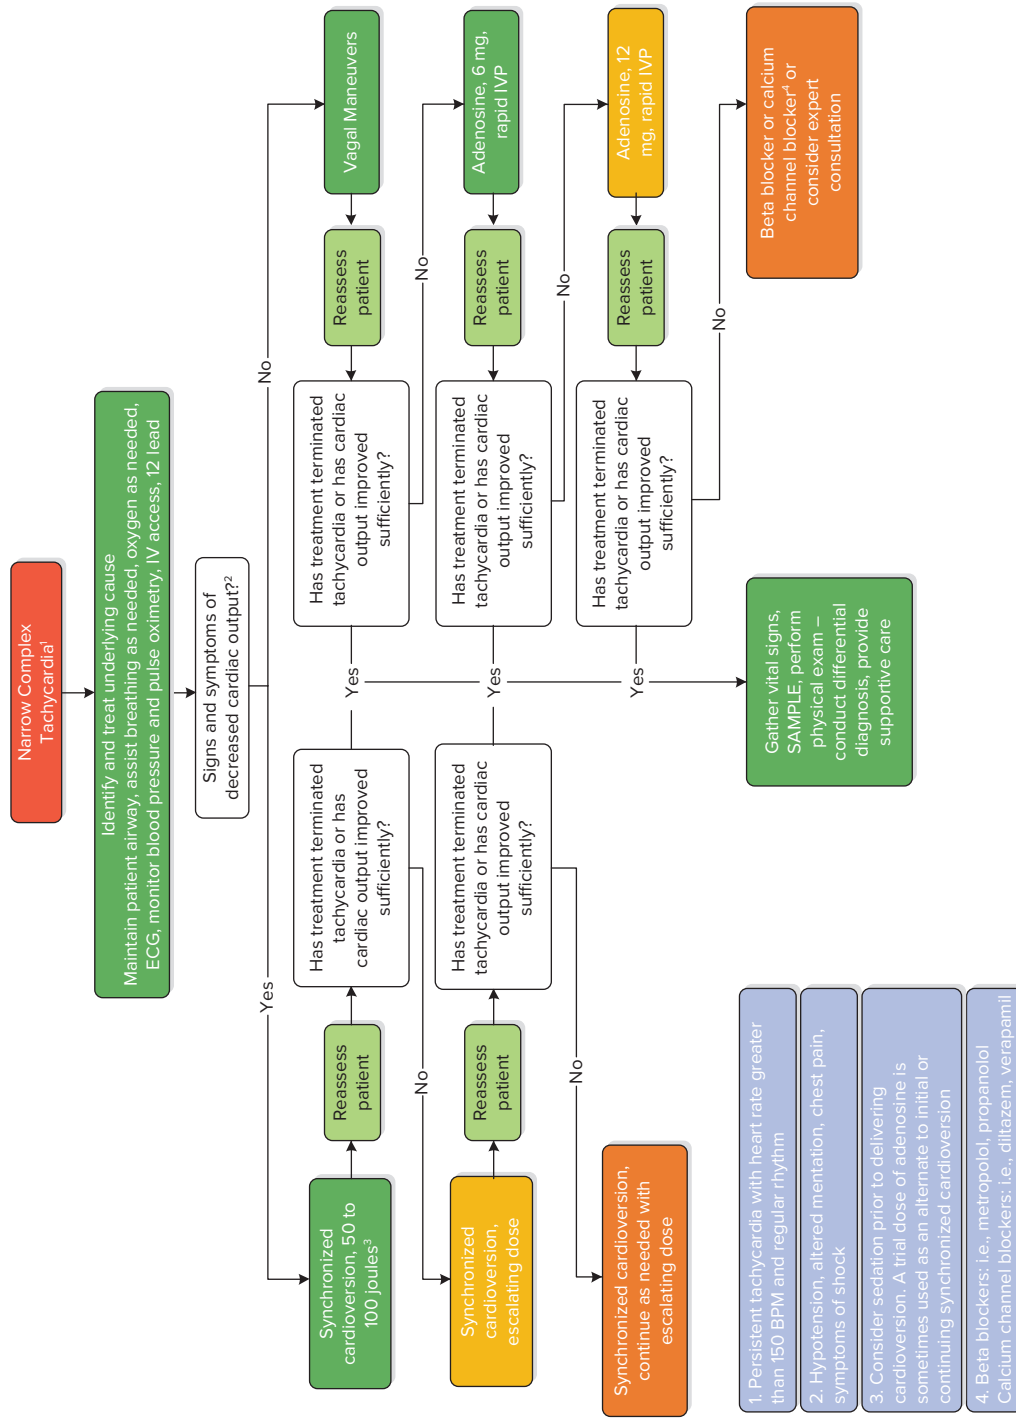 Narrow Complex
Tachycardia¹
Identify and treat underlying cause
Maintain patient airway, assist breathing as needed, oxygen as needed,
ECG, monitor blood pressure and pulse oximetry, IV access, 12 lead
Signs and symptoms of
decreased cardiac output?²
Yes
No
Synchronized
cardioversion, 50 to
100 joules³
Reassess
patient
Has treatment terminated
tachycardia or has
cardiac output improved
sufficiently?
Yes
Has treatment terminated
tachycardia or has cardiac
output improved
sufficiently?
Reassess
patient
Vagal Maneuvers
No
No
Synchronized
cardioversion,
escalating dose
Reassess
patient
Has treatment terminated
tachycardia or has cardiac
output improved
sufficiently?
Yes
Has treatment terminated
tachycardia or has cardiac
output improved
sufficiently?
Reassess
patient
Adenosine, 6 mg,
rapid IVP
No
No
Synchronized cardioversion,
continue as needed with
escalating dose
Yes
Has treatment terminated
tachycardia or has cardiac
output improved
sufficiently?
Reassess
patient
Adenosine, 12
mg, rapid IVP
No
Gather vital signs,
SAMPLE, perform
physical exam –
conduct differential
diagnosis, provide
supportive care
Beta blocker or calcium
channel blocker⁴ or
consider expert
consultation
1. Persistent tachycardia with heart rate greater
than 150 BPM and regular rhythm
2. Hypotension, altered mentation, chest pain,
symptoms of shock
3. Consider sedation prior to delivering
cardioversion. A trial dose of adenosine is
sometimes used as an alternate to initial or
continuing synchronized cardioversion
4. Beta blockers: i.e., metropolol, propanolol
Calcium channel blockers: i.e., diltazem, verapamil